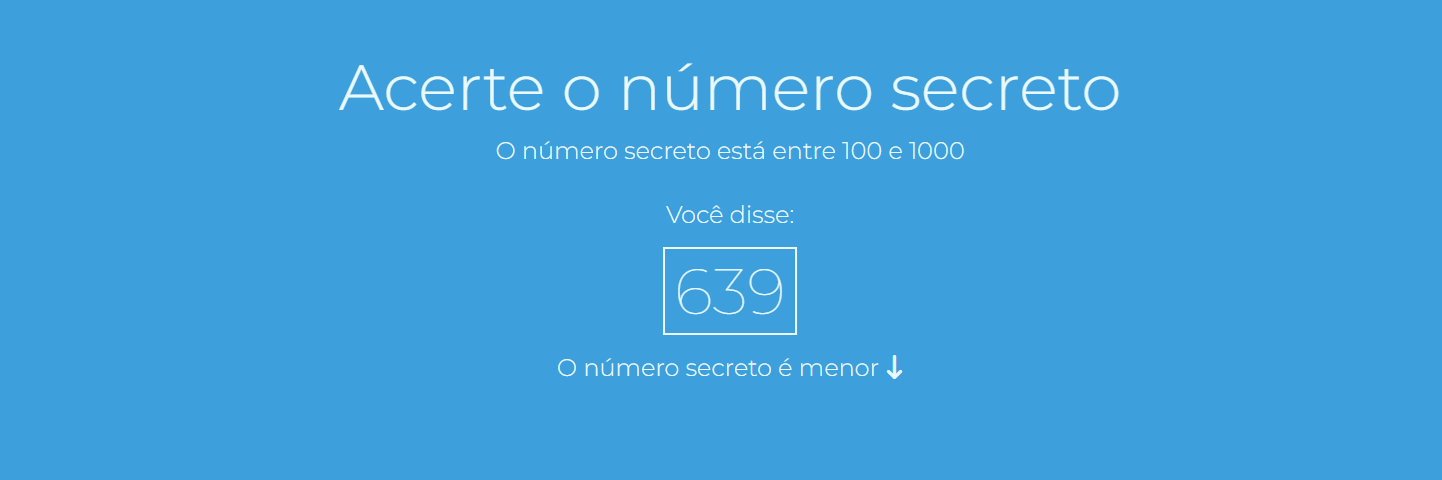 Acerte o número secreto
O número secreto está entre 100 e 1000
Você disse:
639
O número secreto é menor ↓